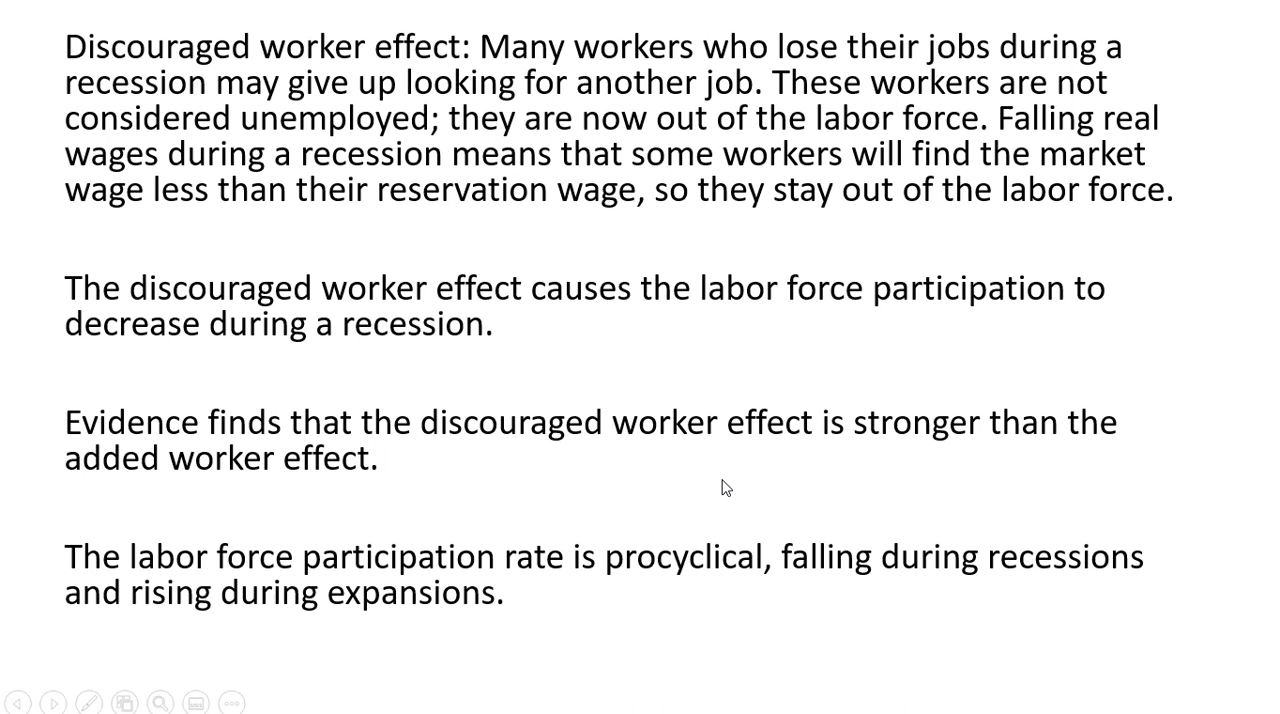 Discouraged worker effect: Many workers who lose their jobs during a
recession may give up looking for another job. These workers are not
considered unemployed; they are now out of the labor force. Falling real
wages during a recession means that some workers will find the market
wage less than their reservation wage, so they stay out of the labor force.
The discouraged worker effect causes the labor force participation to
decrease during a recession.
Evidence finds that the discouraged worker effect is stronger than the
added worker effect.
The labor force participation rate is procyclical, falling during recessions
and rising during expansions.